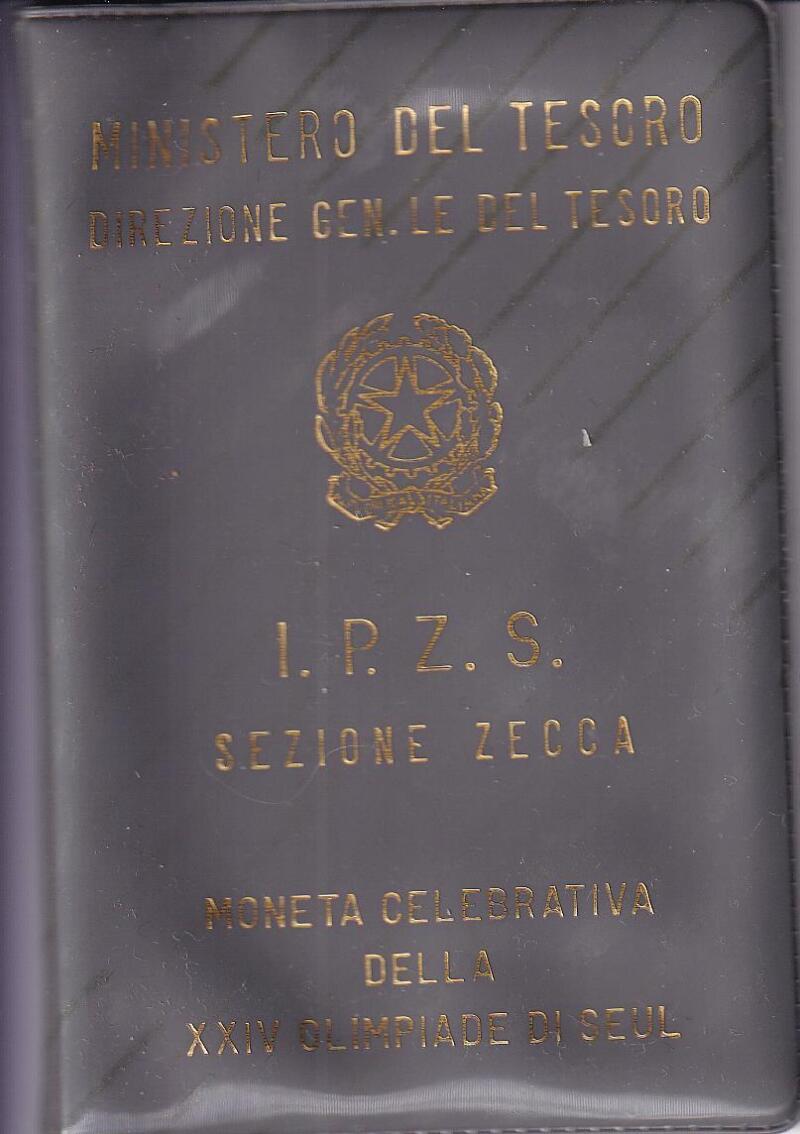 MINISTERO DEL TESORO
DIREZIONE GEN.LE DEL TESORO
I. P. Z. S.
SEZIONE ZECCA
MONETA CELEBRATIVA
DELLA
XXIV OLIMPIADE DI SEUL